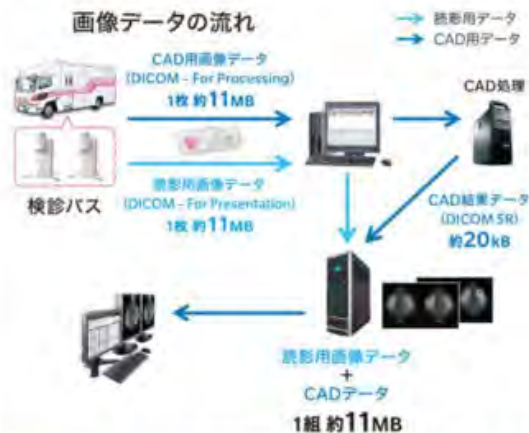 画像データの流れ
読影用データ
CAD用データ
CAD用画像データ
(DICOM - For Processing)
1枚 約11MB
CAD処理
読影用画像データ
(DICOM - For Presentation)
1枚 約11MB
検診バス
CAD結果データ
(DICOM SR)
約20kB
読影用画像データ
+
CADデータ
1組 約11MB